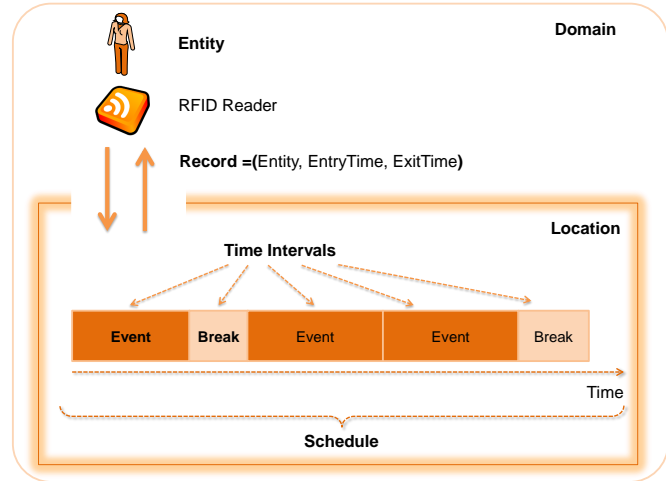 Domain
Entity
RFID Reader
Record =(Entity, EntryTime, ExitTime)
Location
Time Intervals
Event Break Event Event Break
Time
Schedule